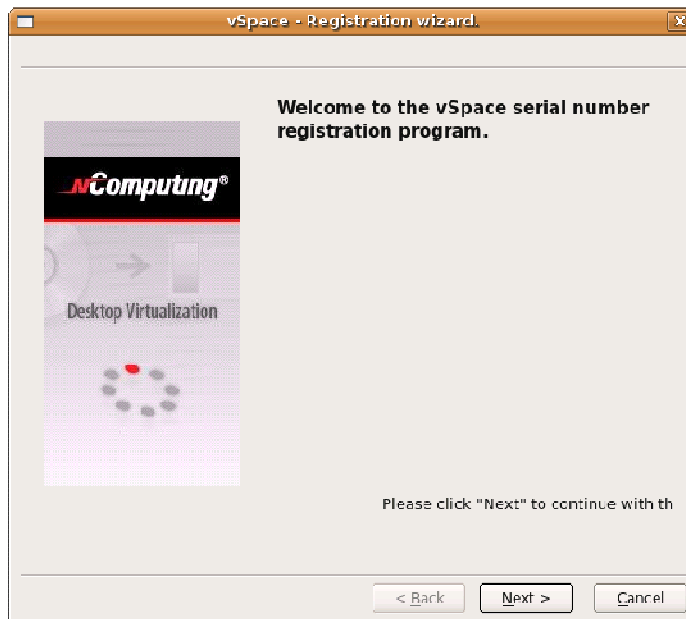 vSpace - Registration wizard.
Welcome to the vSpace serial number
registration program.
NComputing®
Desktop Virtualization
Please click "Next" to continue with th
< Back
Next >
Cancel